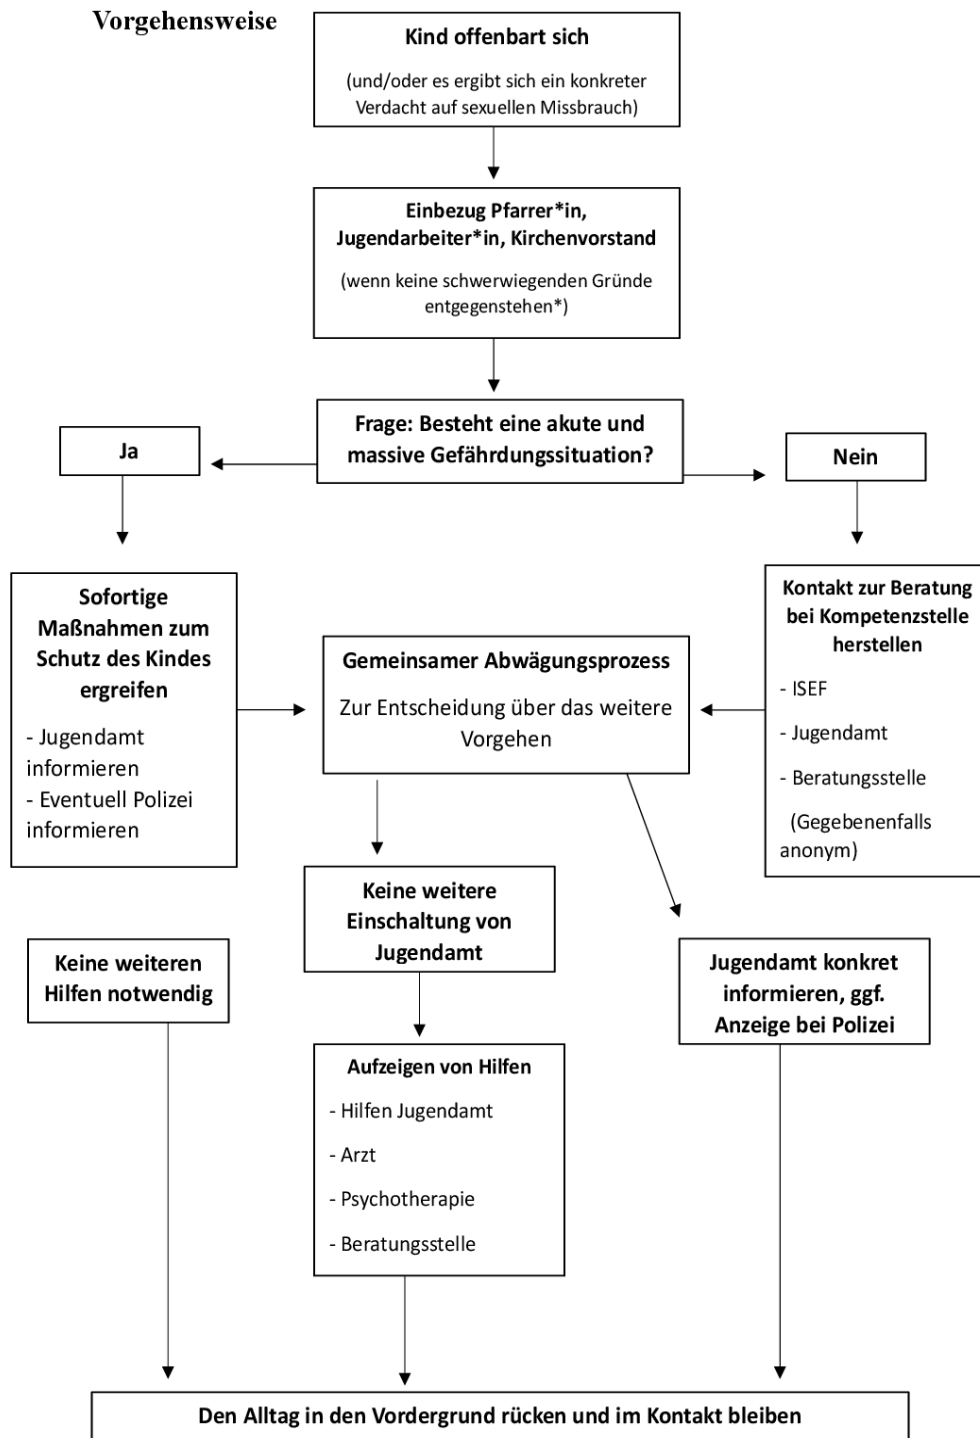 Vorgehensweise
Kind offenbart sich
(und/oder es ergibt sich ein konkreter
Verdacht auf sexuellen Missbrauch)
Einbezug Pfarrer*in,
Jugendarbeiter*in, Kirchenvorstand
(wenn keine schwerwiegenden Gründe
entgegenstehen*)
Frage: Besteht eine akute und
massive Gefährdungssituation?
Ja
Nein
Sofortige
Maßnahmen zum
Schutz des Kindes
ergreifen
- Jugendamt
informieren
- Eventuell Polizei
informieren
Gemeinsamer Abwägungsprozess
Zur Entscheidung über das weitere
Vorgehen
Kontakt zur Beratung
bei Kompetenzstelle
herstellen
- ISEF
- Jugendamt
- Beratungsstelle
(Gegebenenfalls
anonym)
Keine weiteren
Hilfen notwendig
Keine weitere
Einschaltung von
Jugendamt
Jugendamt konkret
informieren, ggf.
Anzeige bei Polizei
Aufzeigen von Hilfen
- Hilfen Jugendamt
- Arzt
- Psychotherapie
- Beratungsstelle
Den Alltag in den Vordergrund rücken und im Kontakt bleiben